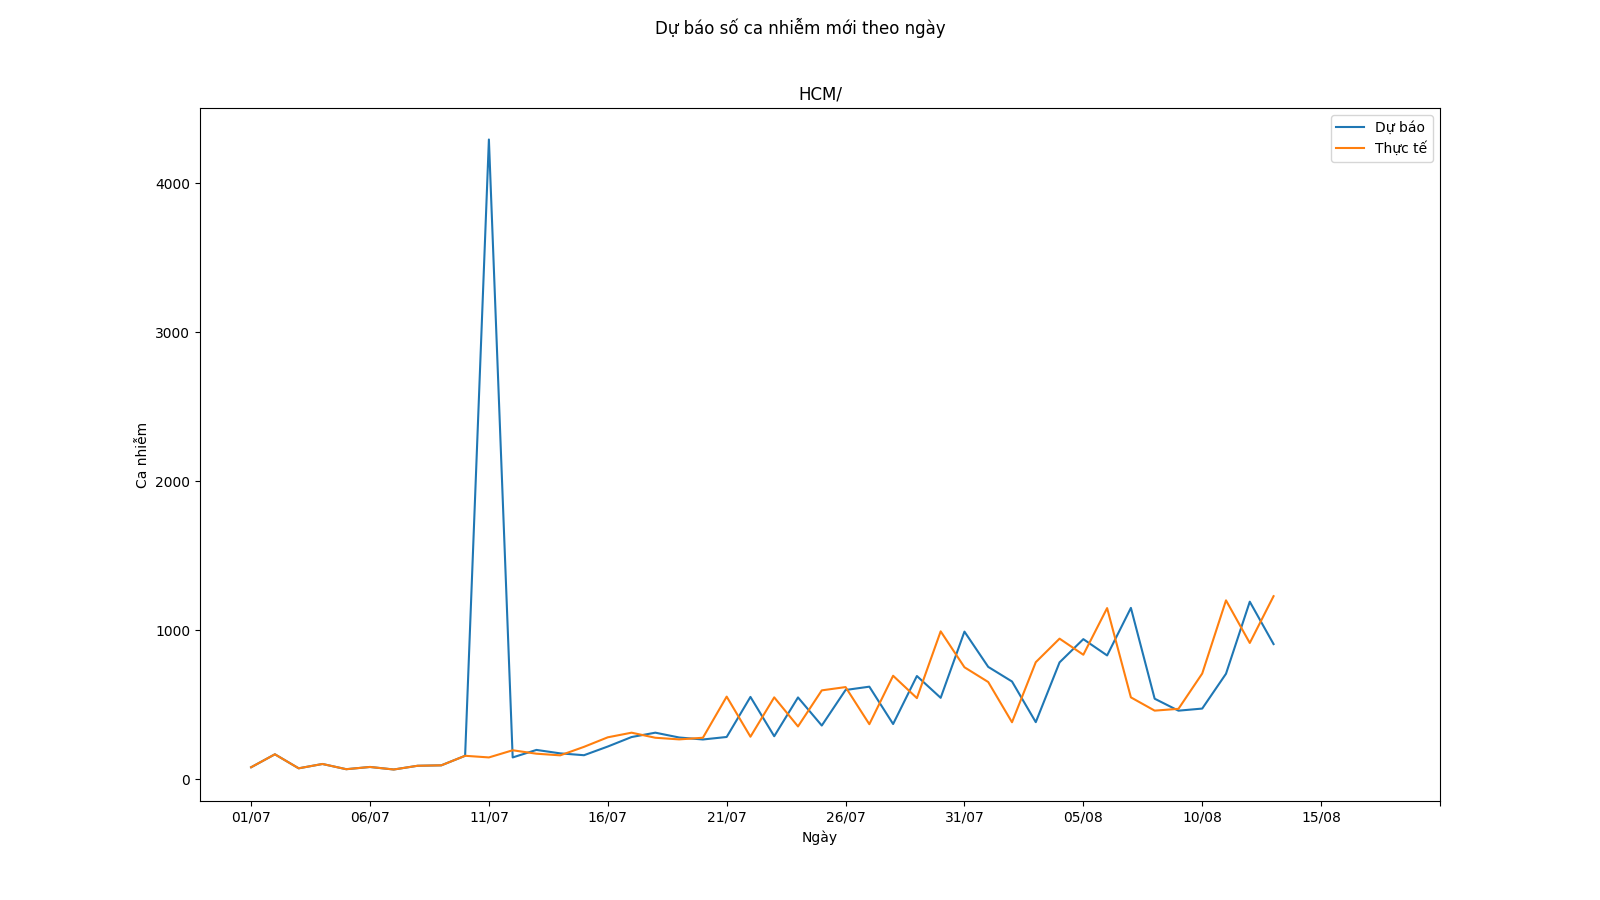 Dự báo số ca nhiễm mới theo ngày
HCM/
Dự báo
Thực tế
4000
3000
2000
1000
0
Ca nhiễm
01/07 06/07 11/07 16/07 21/07 26/07 31/07 05/08 10/08 15/08
Ngày